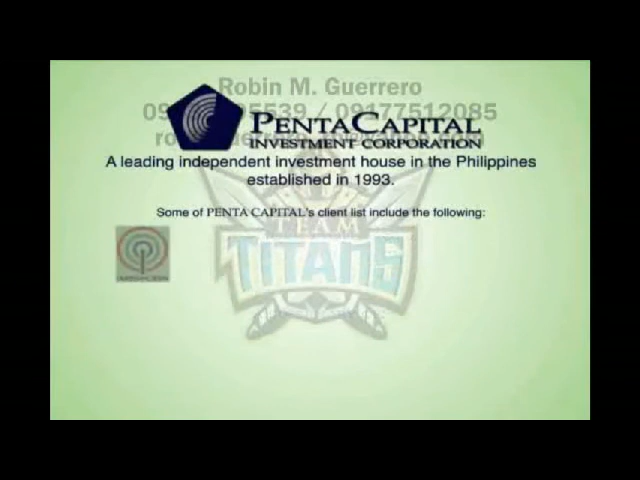 Robin M. Guerrero
09177512085
PENTACAPITAL
INVESTMENT CORPORATION
A leading independent investment house in the Philippines
established in 1993.
Some of PENTA CAPITAL's client list include the following:
TEAM
TITANS